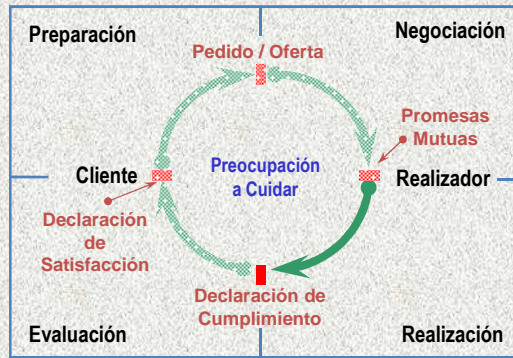 Preparación
Negociación
Pedido / Oferta
Promesas
Mutuas
Cliente
Preocupación
a Cuidar
Realizador
Declaración
de
Satisfacción
Declaración de
Cumplimiento
Evaluación
Realización